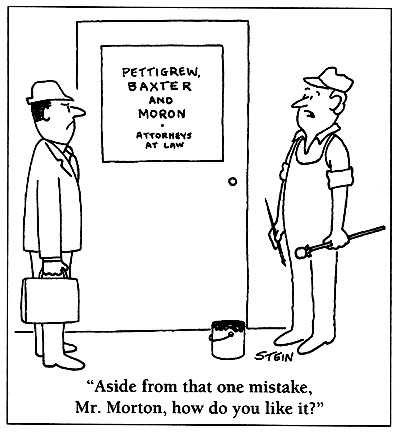 PETTIGREW,
BAXTER
AND
MORON
•
ATTORNEYS
AT LAW
STEIN
“Aside from that one mistake,
Mr. Morton, how do you like it?”